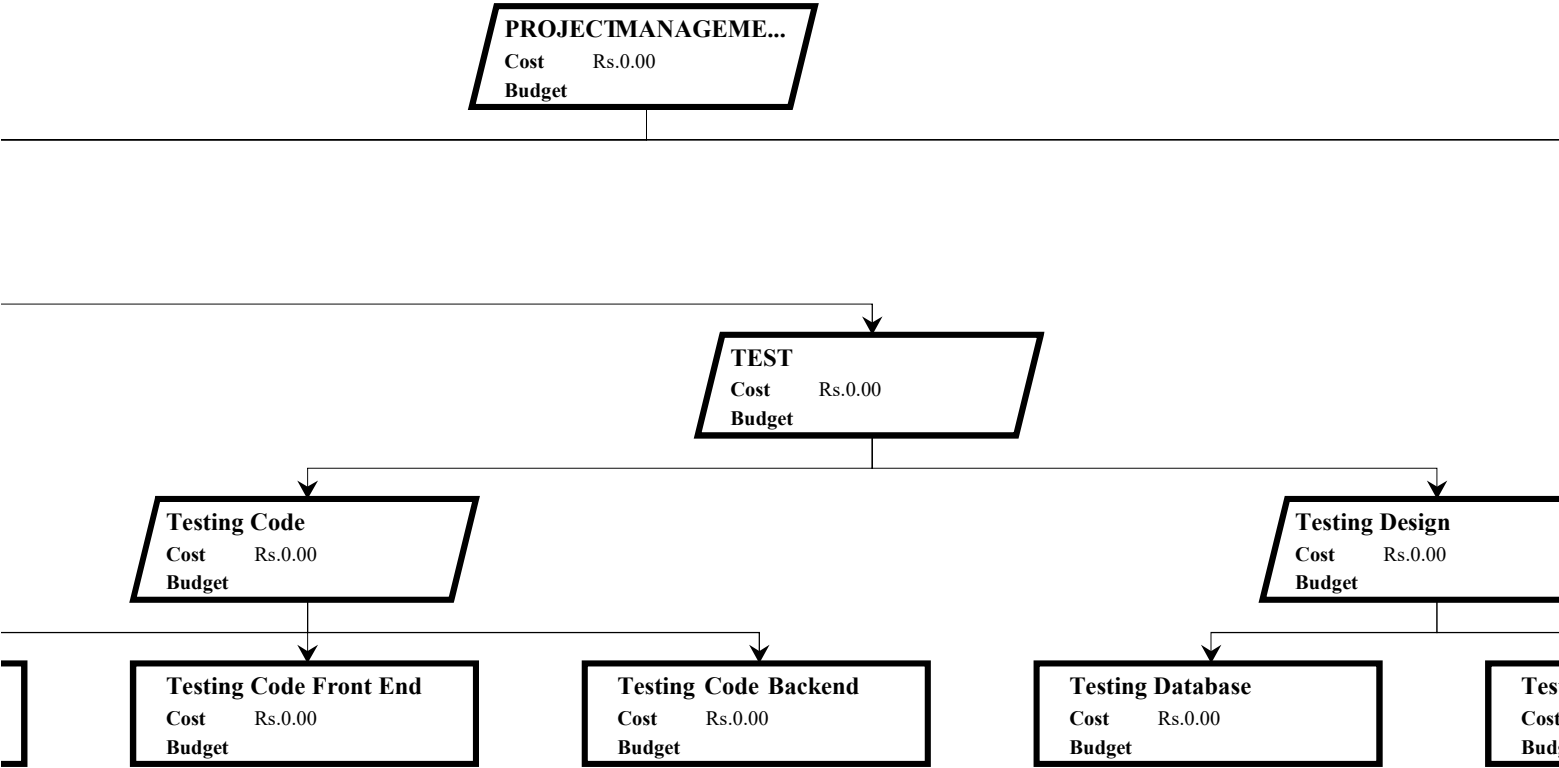 PROJECTMANAGEME...
Cost Rs.0.00
Budget
TEST
Cost Rs.0.00
Budget
Testing Code
Cost Rs.0.00
Budget
Testing Design
Cost Rs.0.00
Budget
Testing Code Front End
Cost Rs.0.00
Budget
Testing Code Backend
Cost Rs.0.00
Budget
Testing Database
Cost Rs.0.00
Budget
Cost